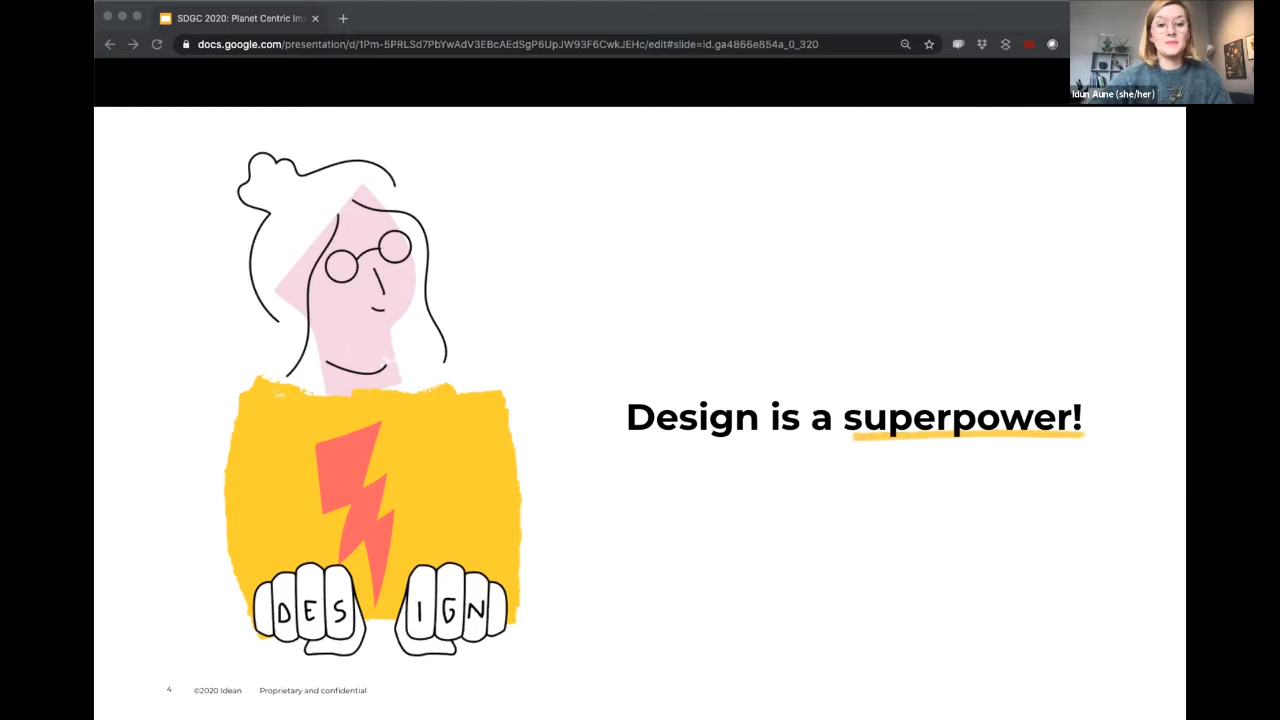 SDGC 2020: Planet Centric Im
docs.google.com/presentation/d/1Pm-5PRLSd7PbYwAdV3EBcAEdSgP6UpJW93F6CwkJEHc/edit#slide=id.ga4866e854a_0_320
Idun Aune (she/her)
Design is a superpower!
DES IGN
4 ©2020 Idean Proprietary and confidential